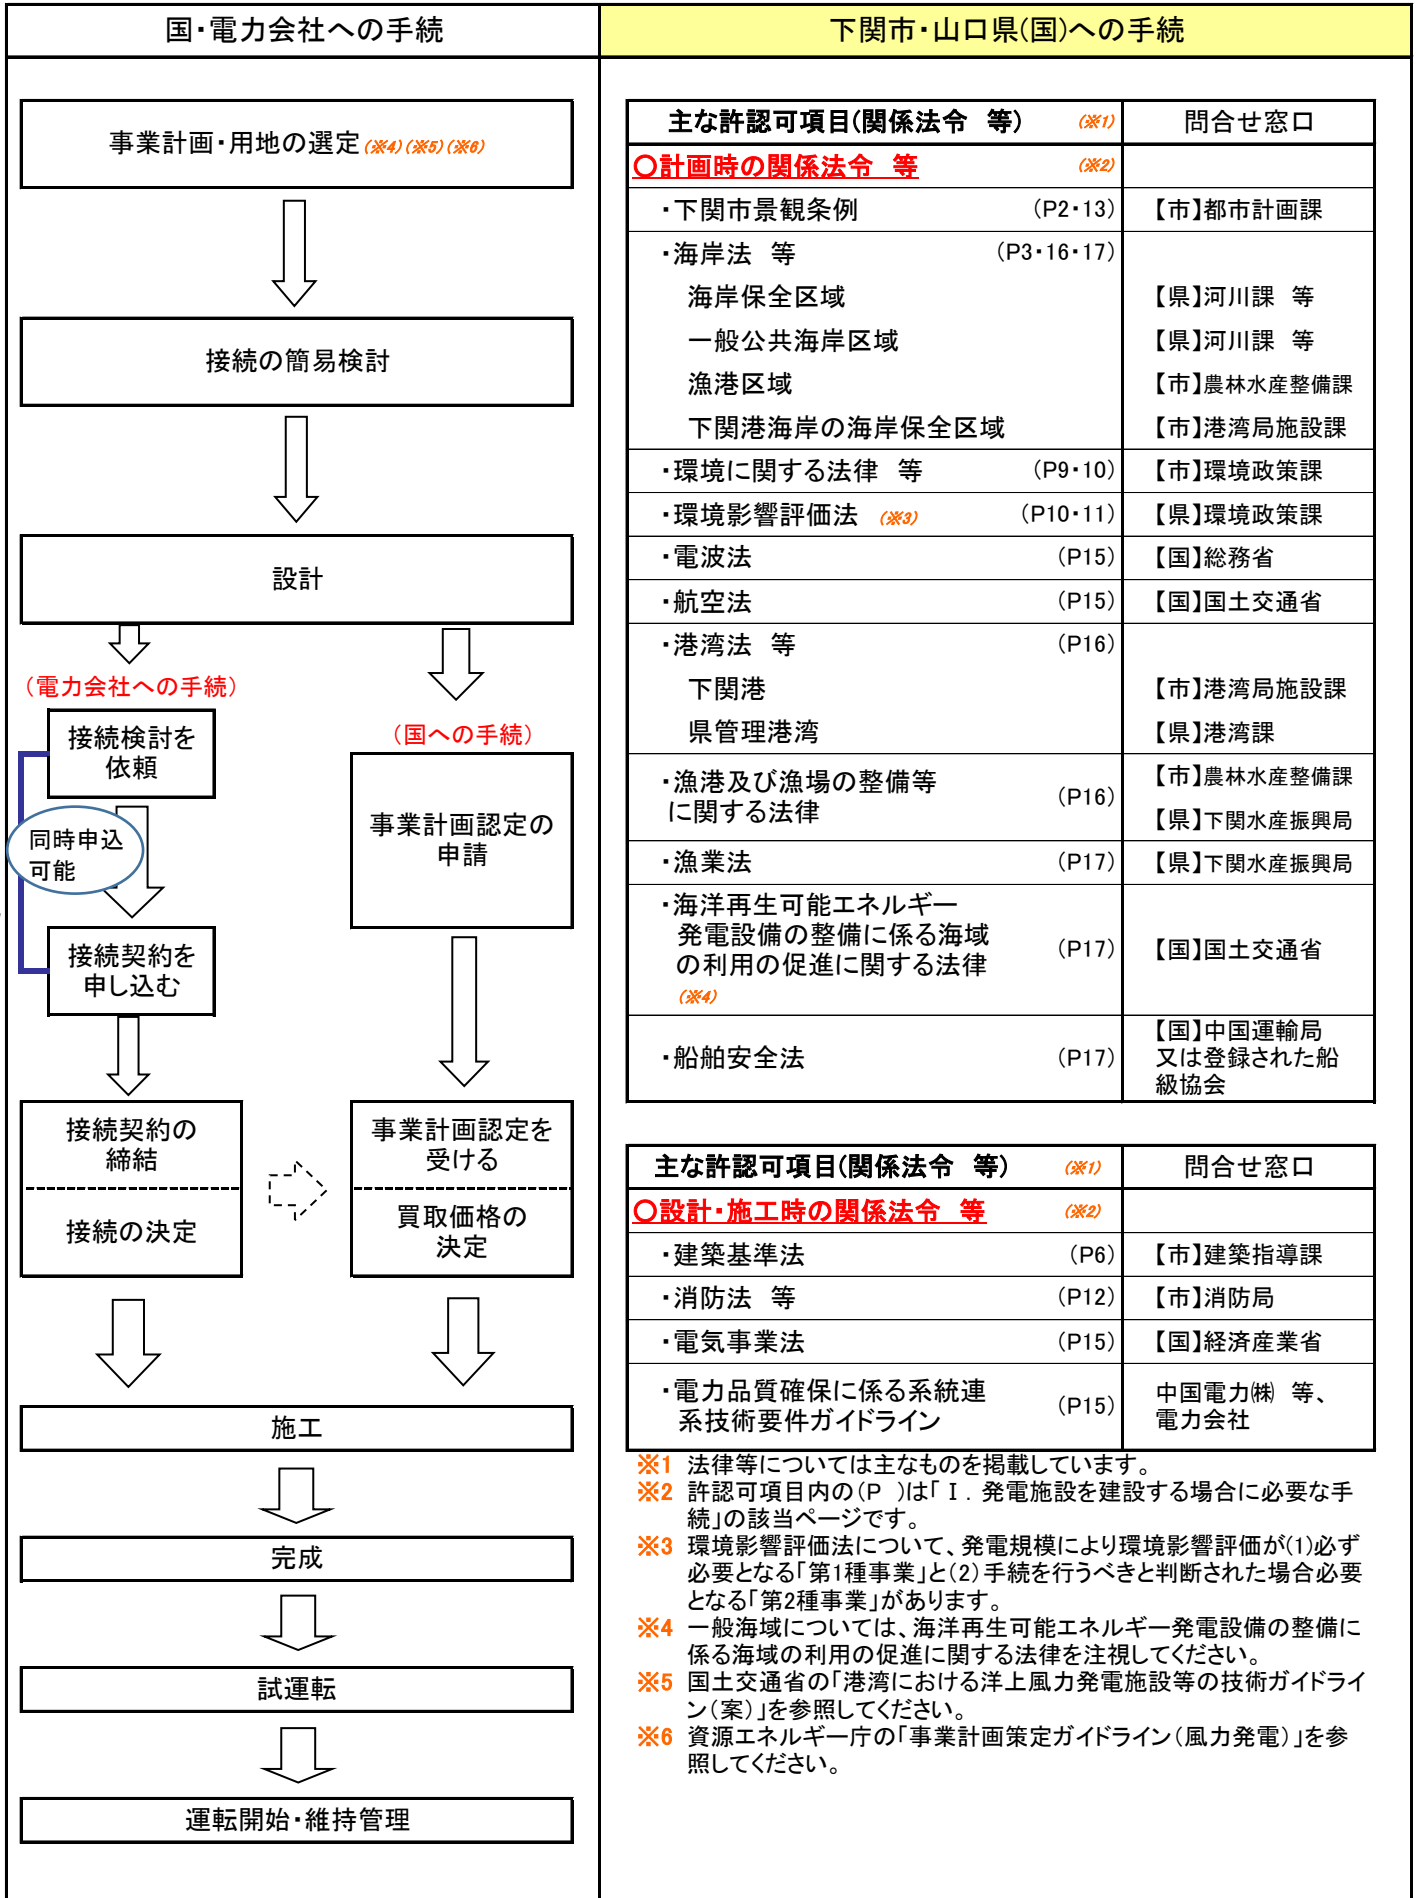 国・電力会社への手続
事業計画・用地の選定(※4)(※5)(※6)
接続の簡易検討
設計
（電力会社への手続）
接続検討を
依頼
同時申込
可能
接続契約を
申し込む
（国への手続）
事業計画認定の
申請
接続契約の
締結
接続の決定
事業計画認定を
受ける
買取価格の
決定
施工
完成
試運転
運転開始・維持管理
下関市・山口県(国)への手続
主な許認可項目(関係法令　等)　(※1)　問合せ窓口
〇計画時の関係法令　等　(※2)
・下関市景観条例　(P2・13)　【市】都市計画課
・海岸法　等　(P3・16・17)
海岸保全区域　【県】河川課　等
一般公共海岸区域　【県】河川課　等
漁港区域　【市】農林水産整備課
下関港海岸の海岸保全区域　【市】港湾局施設課
・環境に関する法律　等　(P9・10)　【市】環境政策課
・環境影響評価法　(※3)　(P10・11)　【県】環境政策課
・電波法　(P15)　【国】総務省
・航空法　(P15)　【国】国土交通省
・港湾法　等　(P16)
下関港　【市】港湾局施設課
県管理港湾　【県】港湾課
・漁港及び漁場の整備等
に関する法律　(P16)　【市】農林水産整備課
【県】下関水産振興局
・漁業法　(P17)　【県】下関水産振興局
・海洋再生可能エネルギー
発電設備の整備に係る海域
の利用の促進に関する法律　(P17)　【国】国土交通省
(※4)
・船舶安全法　(P17)　【国】中国運輸局
又は登録された船
級協会
主な許認可項目(関係法令　等)　(※1)　問合せ窓口
〇設計・施工時の関係法令　等　(※2)
・建築基準法　(P6)　【市】建築指導課
・消防法　等　(P12)　【市】消防局
・電気事業法　(P15)　【国】経済産業省
・電力品質確保に係る系統連
系技術要件ガイドライン　(P15)　中国電力㈱　等、
電力会社
※1 法律等については主なものを掲載しています。
※2 許認可項目内の(P　)は「Ⅰ．発電施設を建設する場合に必要な手
続」の該当ページです。
※3 環境影響評価法について、発電規模により環境影響評価が(1)必ず
必要となる「第1種事業」と(2)手続を行うべきと判断された場合必要
となる「第2種事業」があります。
※4 一般海域については、海洋再生可能エネルギー発電設備の整備に
係る海域の利用の促進に関する法律を注視してください。
※5 国土交通省の「港湾における洋上風力発電施設等の技術ガイドライ
ン（案）」を参照してください。
※6 資源エネルギー庁の「事業計画策定ガイドライン（風力発電）」を参
照してください。